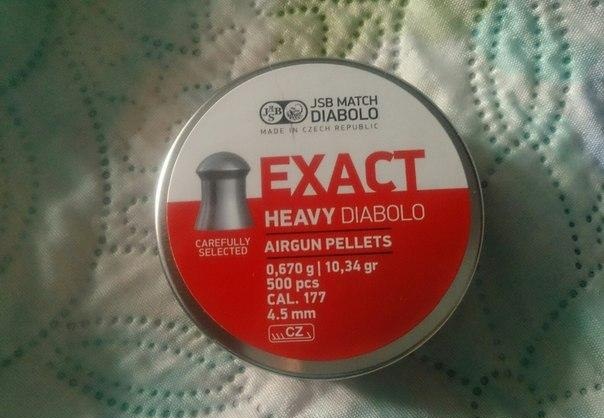 JSB JSB MATCH
DIABOLO
MADE IN CZECH REPUBLIC
EXACT
HEAVY DIABOLO
CAREFULLY
SELECTED
AIRGUN PELLETS
0,670 g | 10,34 gr
500 pcs
CAL. 177
4.5 mm
CZ